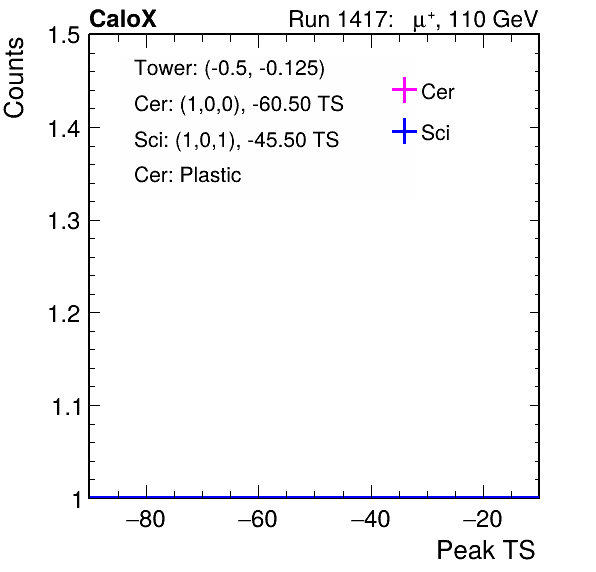 CaloX Run 1417: μ⁺, 110 GeV
Counts
1.5
1.4
1.3
1.2
1.1
1
Tower: (-0.5, -0.125)
Cer: (1,0,0), -60.50 TS
Sci: (1,0,1), -45.50 TS
Cer: Plastic
Cer
Sci
−80 −60 −40 −20
Peak TS